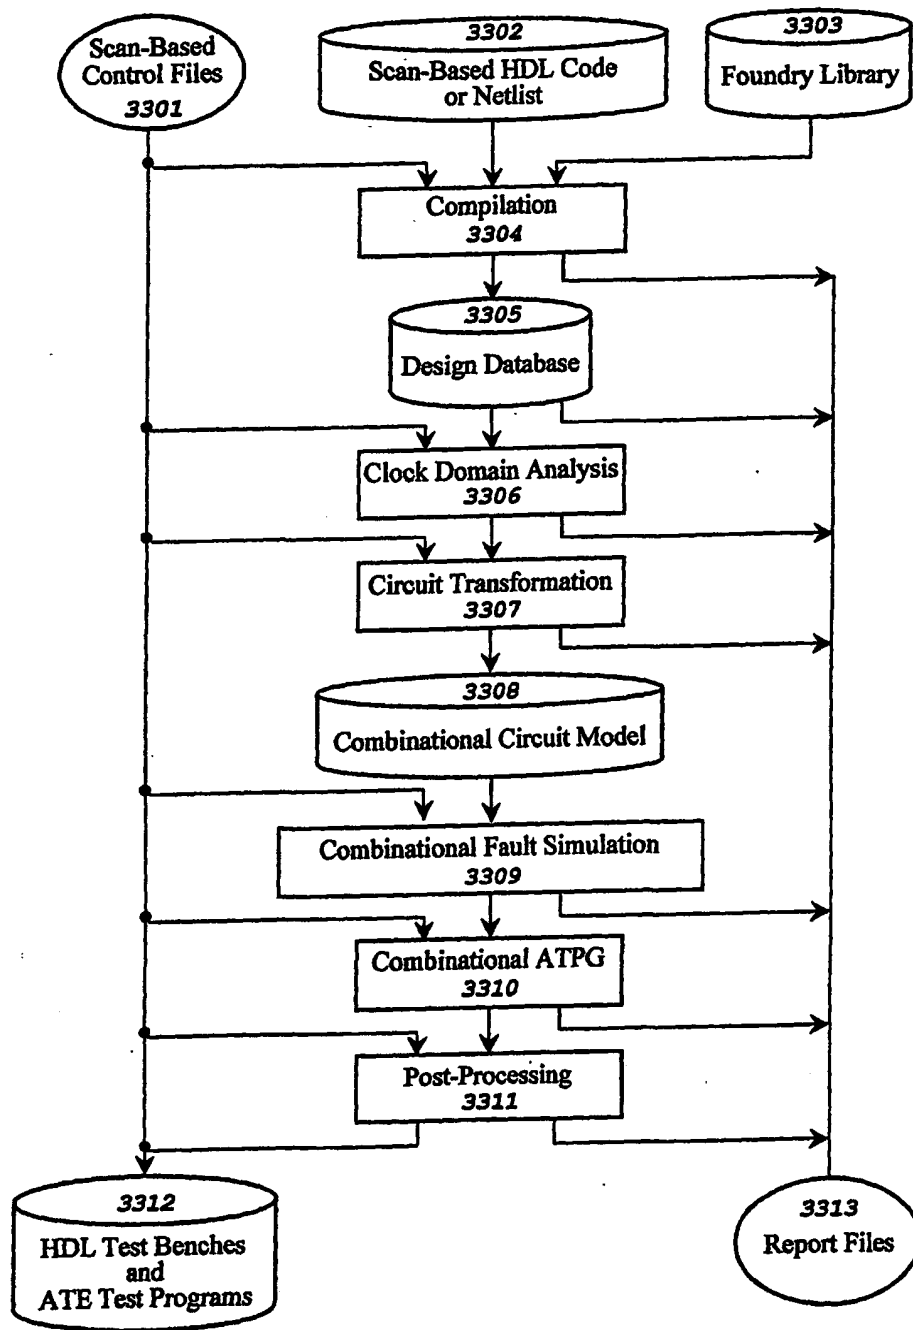 Scan-Based
Control Files
3301
3302
Scan-Based HDL Code
or Netlist
3303
Foundry Library
Compilation
3304
3305
Design Database
Clock Domain Analysis
3306
Circuit Transformation
3307
3308
Combinational Circuit Model
Combinational Fault Simulation
3309
Combinational ATPG
3310
Post-Processing
3311
3312
HDL Test Benches
and
ATE Test Programs
3313
Report Files